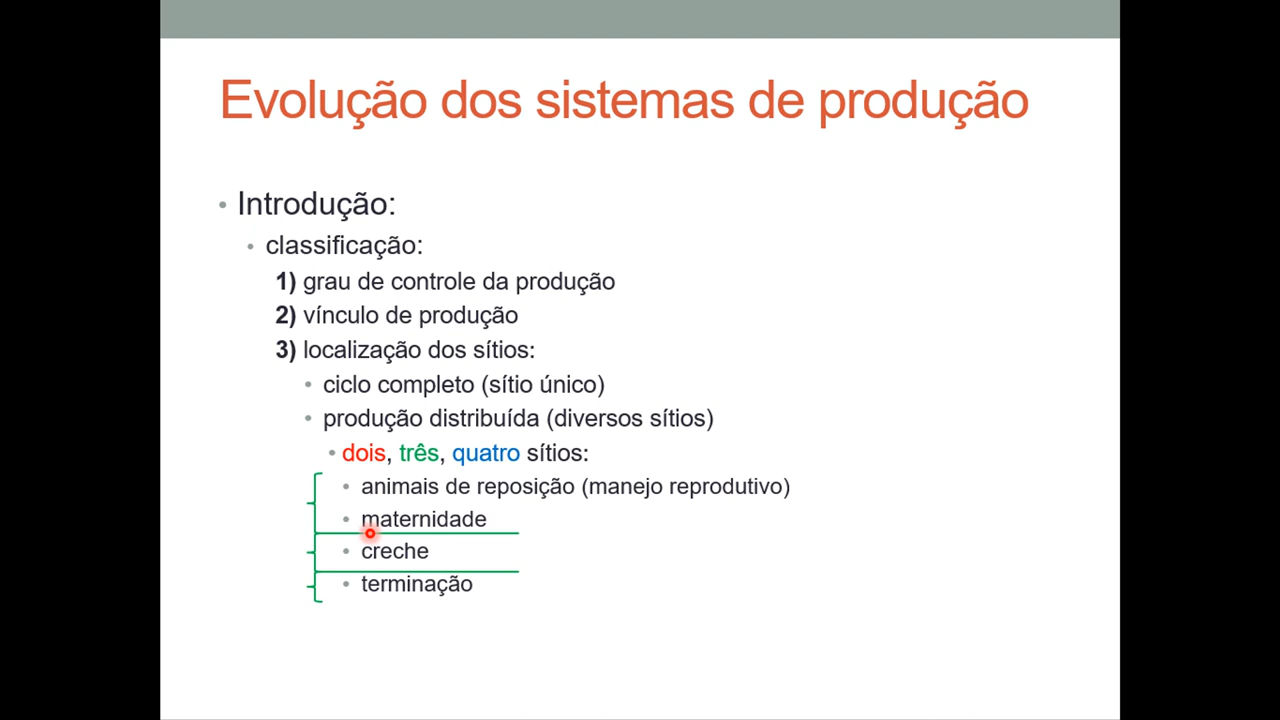 Evolução dos sistemas de produção
• Introdução:
• classificação:
1) grau de controle da produção
2) vínculo de produção
3) localização dos sítios:
• ciclo completo (sítio único)
• produção distribuída (diversos sítios)
• dois, três, quatro sítios:
• animais de reposição (manejo reprodutivo)
• maternidade
• creche
• terminação